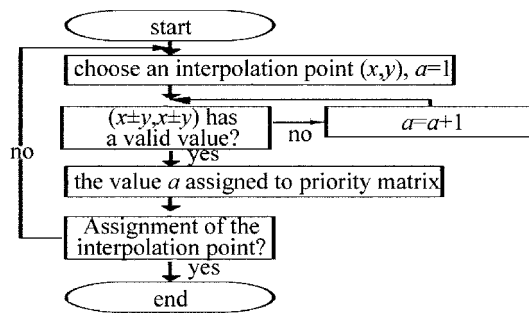 start
choose an interpolation point (x,y), a=1
(x±y,x±y) has
a valid value?
no
a=a+1
no
yes
the value a assigned to priority matrix
Assignment of the
interpolation point?
yes
end